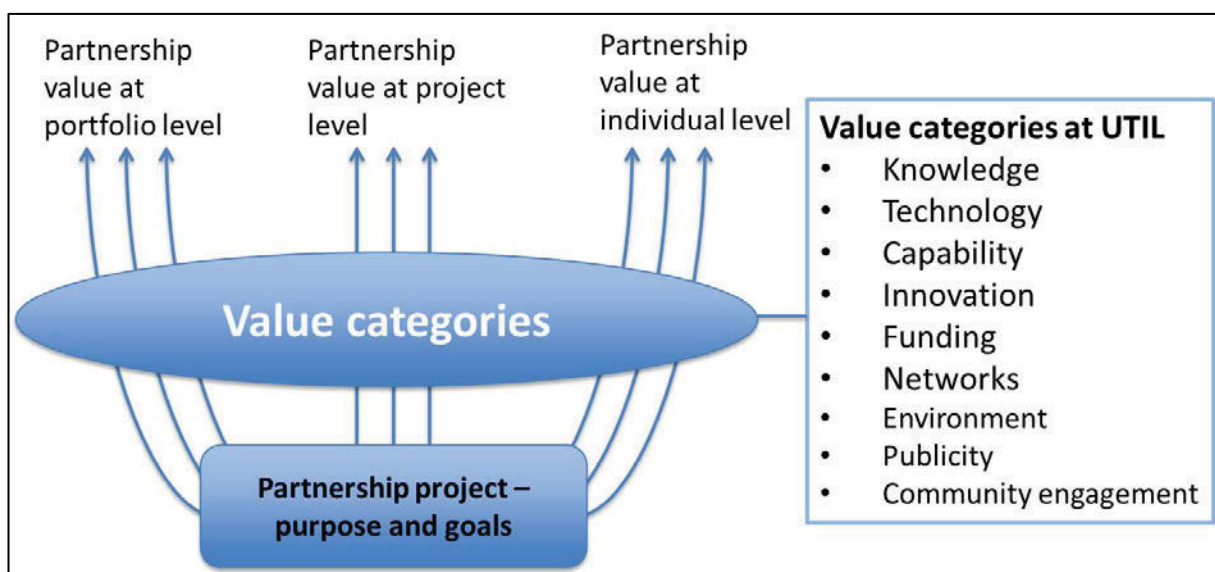 Partnership
value at
portfolio level
Partnership
value at project
level
Partnership
value at
individual level
Value categories
Partnership project –
purpose and goals
Value categories at UTIL
• Knowledge
• Technology
• Capability
• Innovation
• Funding
• Networks
• Environment
• Publicity
• Community engagement